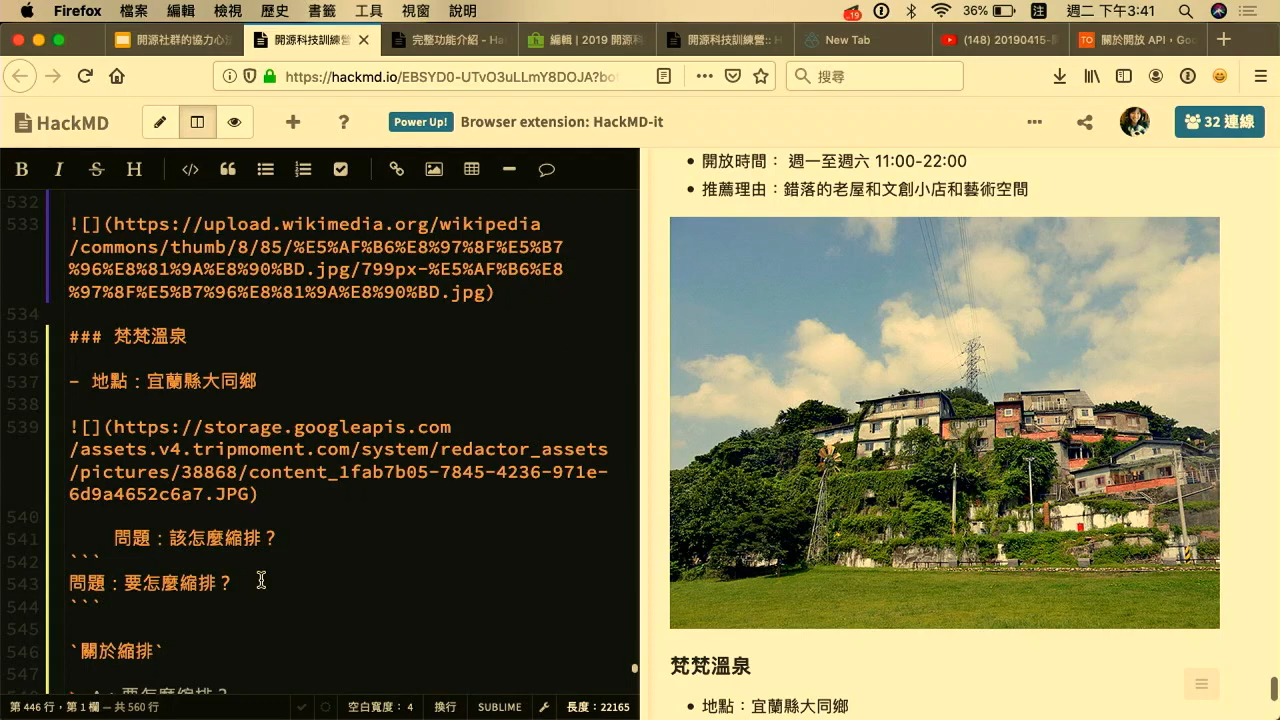 Firefox 檔案 編輯 檢視 歷史 書籤 工具 視窗 說明 19 36% 注 週二 下午3:41
開源社群的協力心法 開源科技訓練營 完整功能介紹 - Ha 編輯 | 2019 開源科 開源科技訓練營:: H New Tab (148) 20190415-開 TO 關於開放 API，Goo
https://hackmd.io/EBSYD0-UTvO3uLLmY8DOJA?bot 搜尋
HackMD Power Up! Browser extension: HackMD-it 32 連線
B I S H
532
533 ![](https://upload.wikimedia.org/wikipedia
/commons/thumb/8/85/%E5%AF%B6%E8%97%8F%E5%B7
%96%E8%81%9A%E8%90%BD.jpg/799px-%E5%AF%B6%E8
%97%8F%E5%B7%96%E8%81%9A%E8%90%BD.jpg)
534
535 ### 梵梵溫泉
536
537 - 地點：宜蘭縣大同鄉
538
539 ![](https://storage.googleapis.com
/assets.v4.tripmoment.com/system/redactor_assets
/pictures/38868/content_1fab7b05-7845-4236-971e-
6d9a4652c6a7.JPG)
540
541 問題：該怎麼縮排？
542 ```
543 問題：要怎麼縮排？
544 ```
545
546 `關於縮排`
547
要怎麼縮排？
第 446 行，第 1 欄 — 共 560 行 空白寬度： 4 換行 SUBLIME 長度：22165
開放時間： 週一至週六 11:00-22:00
推薦理由：錯落的老屋和文創小店和藝術空間
梵梵溫泉
地點：宜蘭縣大同鄉